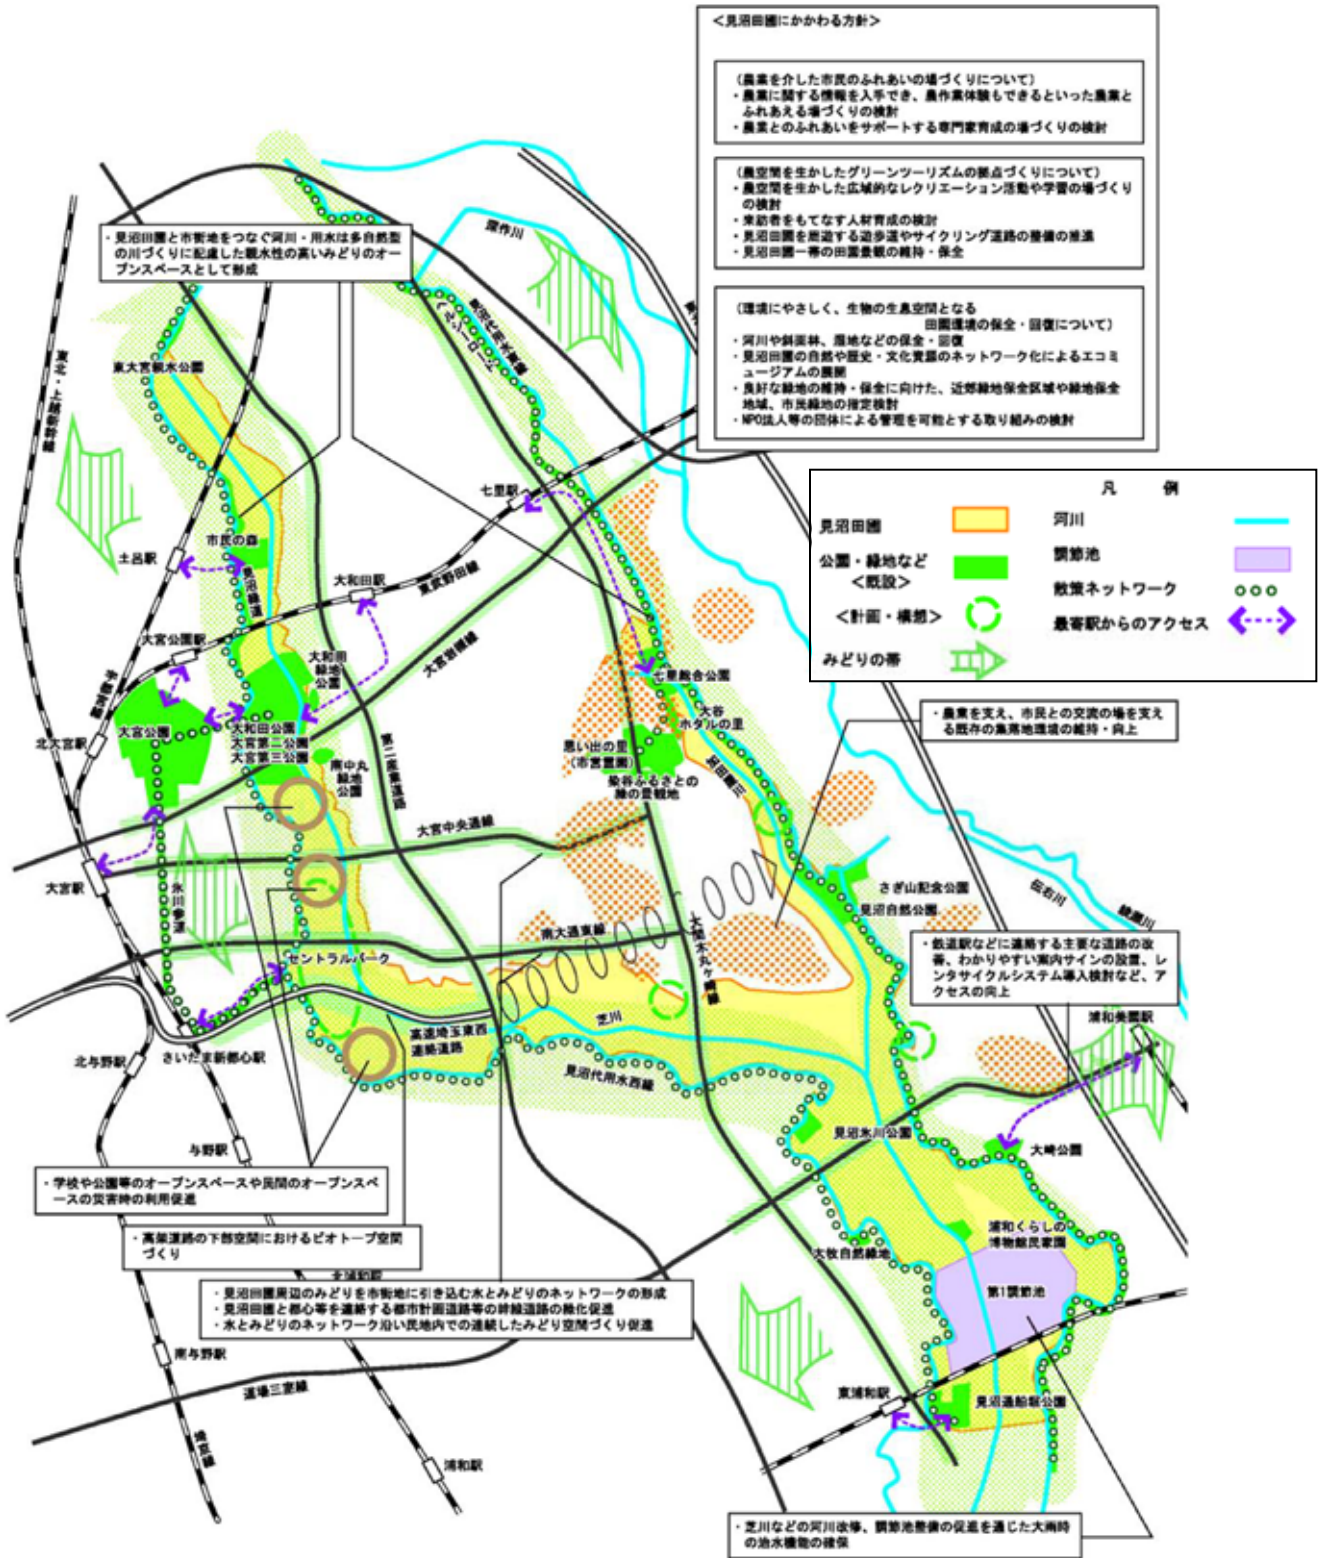 ＜見沼田圃にかかわる方針＞
（農業を介した市民のふれあいの場づくりについて）
・農業に関する情報を入手でき、農作業体験もできるといった農業と
ふれあえる場づくりの検討
・農業とのふれあいをサポートする専門家育成の場づくりの検討
（農空間を生かしたグリーンツーリズムの拠点づくりについて）
・農空間を生かした広域的なレクリエーション活動や学習の場づくり
の検討
・来訪者をもてなす人材育成の検討
・見沼田圃を周遊する遊歩道やサイクリング道路の整備の推進
・見沼田圃一帯の田園景観の維持・保全
（環境にやさしく、生物の生息空間となる
田園環境の保全・回復について）
・河川や斜面林、湿地などの保全・回復
・見沼田圃の自然や歴史・文化資源のネットワーク化によるエコミ
ュージアムの展開
・良好な緑地の維持・保全に向けた、近郊緑地保全区域や緑地保全
地域、市民緑地の指定検討
・NPO法人等の団体による管理を可能とする取り組みの検討
・見沼田圃と市街地をつなぐ河川・用水は多自然型
の川づくりに配慮した親水性の高いみどりのオー
プンスペースとして形成
深作川
見沼代用水東縁
ヘルシーロード
東北・上越新幹線
東大宮親水公園
凡 例
見沼田圃
公園・緑地など
＜既設＞
＜計画・構想＞
みどりの帯
河川
調節池
散策ネットワーク
最寄駅からのアクセス
七里駅
市民の森
土呂駅
見沼緑道
大和田駅
東武野田線
大宮公園駅
大宮岩槻線
大和田
緑地
公園
七里総合公園
大谷
ホタルの里
大宮公園
大和田公園
大宮第二公園
大宮第三公園
北大宮駅
南中丸
緑地
公園
第二産業道路
思い出の里
（市営霊園）
染谷ふるさとの
緑の景観地
加田屋川
・農業を支え、市民との交流の場を支え
る既存の集落地環境の維持・向上
大宮中央通線
大宮駅
氷川参道
さぎ山記念公園
見沼自然公園
伝右川
綾瀬川
南大通東線
大間木丸ヶ崎線
セントラルパーク
・鉄道駅などに連絡する主要な道路の改
善、わかりやすい案内サインの設置、レ
ンタサイクルシステム導入検討など、ア
クセスの向上
浦和美園駅
高速埼玉東西
連絡道路
芝川
北与野駅
さいたま新都心駅
見沼代用水西縁
見沼氷川公園
大崎公園
与野駅
・学校や公園等のオープンスペースや民間のオープンスペ
ースの災害時の利用促進
・高架道路の下部空間におけるビオトープ空間
づくり
大牧自然緑地
浦和くらしの
博物館民家園
第1調節池
・見沼田圃周辺のみどりを市街地に引き込む水とみどりのネットワークの形成
・見沼田圃と都心等を連絡する都市計画道路等の幹線道路の緑化促進
・水とみどりのネットワーク沿い民地内での連続したみどり空間づくり促進
南与野駅
道場三室線
東浦和駅
見沼通船堀公園
埼京線
浦和駅
・芝川などの河川改修、調節池整備の促進を通じた大雨時
の治水機能の確保